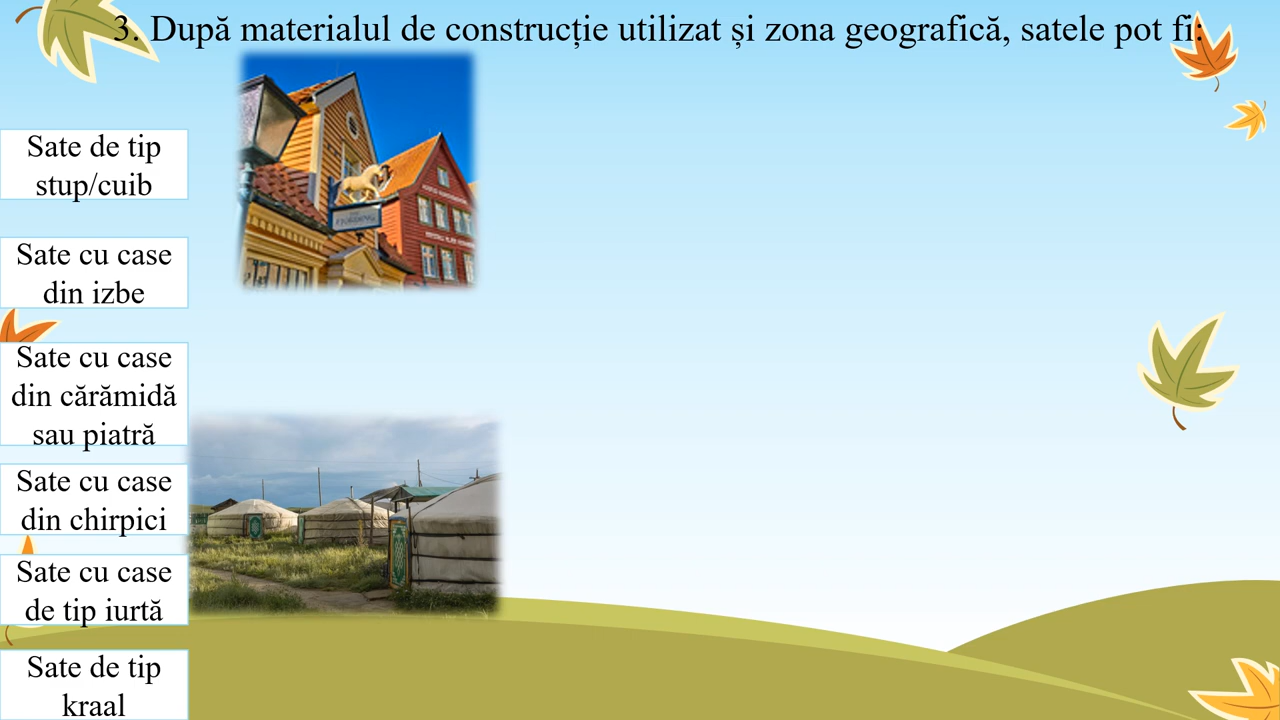 3. După materialul de construcție utilizat și zona geografică, satele pot fi:
Sate de tip
stup/cuib
Sate cu case
din izbe
Sate cu case
din cărămidă
sau piatră
Sate cu case
din chirpici
Sate cu case
de tip iurtă
Sate de tip
kraal